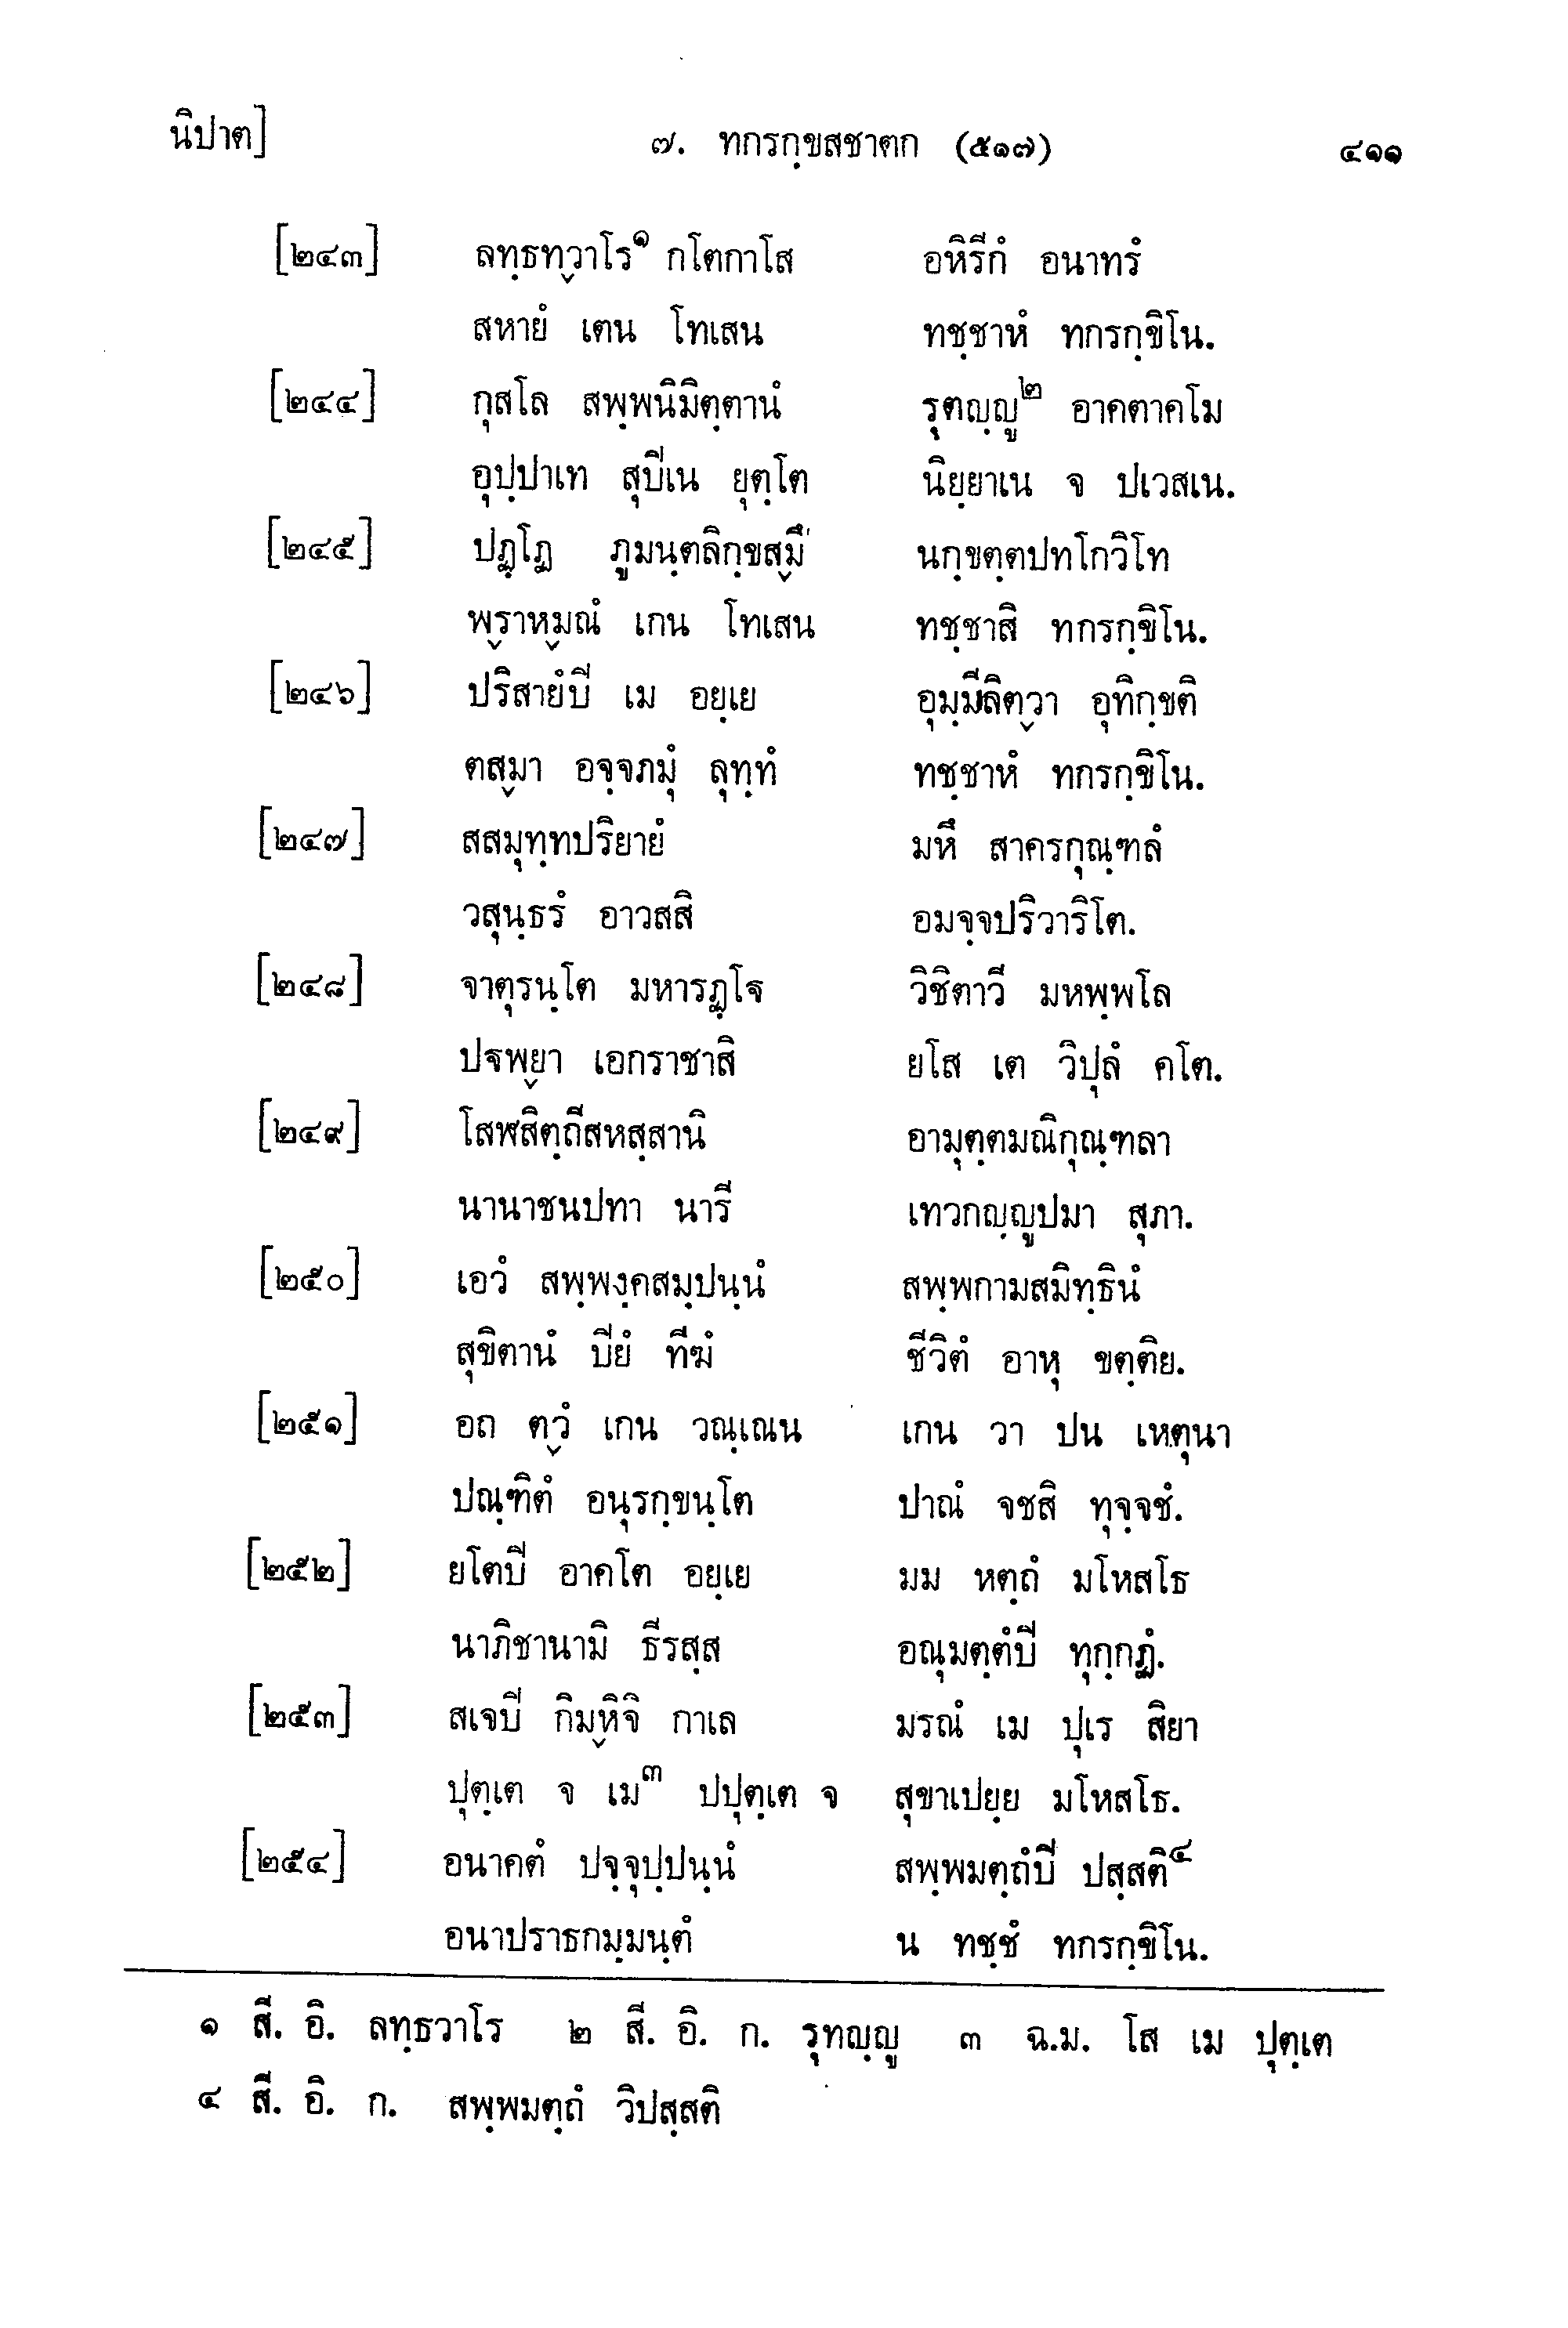 นิปาต] ๗. ทกรกฺขสชาตก (๕๑๗) ๔๑๑
[๒๔๓] ลทฺธทฺวาโร๑ กโตกาโส อหิรีกํ อนาทรํ
สหายํ เตน โทเสน ทชฺชาหํ ทกรกฺขิโน.
[๒๔๔] กุสโล สพฺพนิมิตฺตานํ รุตญฺญู๒ อาคตาคโม
อุปฺปาเท สุปิเน ยุตฺโต นิยฺยาเน จ ปเวสเน.
[๒๔๕] ปฏฺโฏ ภูมนฺตลิกฺขสฺมึ นกฺขตฺตปทโกวิโท
พฺราหฺมณํ เกน โทเสน ทชฺชาสิ ทกรกฺขิโน.
[๒๔๖] ปริสายํปิ เม อยฺเย อุมฺมีลิตฺวา อุทิกฺขติ
ตสฺมา อจฺจภมุํ ลุทฺทํ ทชฺชาหํ ทกรกฺขิโน.
[๒๔๗] สสมุทฺทปริยายํ มหึ สาครกุณฺฑลํ
วสุนฺธรํ อาวสสิ อมจฺจปริวาริโต.
[๒๔๘] จาตุรนฺโต มหารฏฺโฐ วิชิตาวี มหพฺพโล
ปฐพฺยา เอกราชาสิ ยโส เต วิปุลํ คโต.
[๒๔๙] โสฬสิตฺถีสหสฺสานิ อามุตฺตมณิกุณฺฑลา
นานาชนปทา นารี เทวกญฺญูปมา สุภา.
[๒๕๐] เอวํ สพฺพงฺคสมฺปนฺนํ สพฺพกามสมิทฺธินํ
สุขิตานํ ปิยํ ทีฆํ ชีวิตํ อาหุ ขตฺติย.
[๒๕๑] อถ ตฺวํ เกน วณฺเณน เกน วา ปน เหตุนา
ปณฺฑิตํ อนุรกฺขนฺโต ปาณํ จชสิ ทุจฺจชํ.
[๒๕๒] ยโตปิ อาคโต อยฺเย มม หตฺถํ มโหสโธ
นาภิชานามิ ธีรสฺส อณุมตฺตํปิ ทุกฺกฏํ.
[๒๕๓] สเจปิ กิมฺหิจิ กาเล มรณํ เม ปุเร สิยา
ปุตฺเต จ เม๓ ปปุตฺเต จ สุขาเปยฺย มโหสโธ.
[๒๕๔] อนาคตํ ปจฺจุปฺปนฺนํ สพฺพมตฺถํปิ ปสฺสติ๔
อนาปราธกมฺมนฺตํ น ทชฺชํ ทกรกฺขิโน.
๑ สี. อิ. ลทฺธวาโร ๒ สี. อิ. ก. รุทญฺญู ๓ ฉ.ม. โส เม ปุตฺเต
๔ สี. อิ. ก. สพฺพมตฺถํ วิปสฺสติ